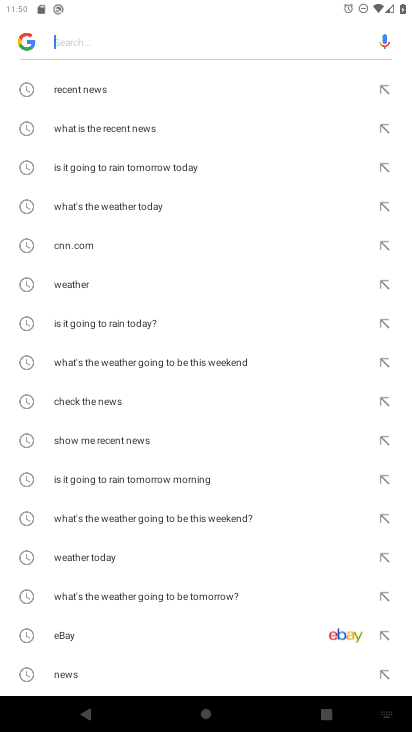 11:50
Search...
recent news
what is the recent news
is it going to rain tomorrow today
what's the weather today
cnn.com
weather
is it going to rain today?
what's the weather going to be this weekend
check the news
show me recent news
is it going to rain tomorrow morning
what's the weather going to be this weekend?
weather today
what's the weather going to be tomorrow?
eBay ebay
news